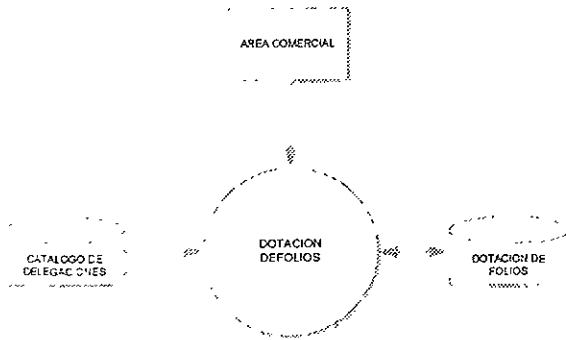 AREA COMERCIAL
DOTACION
DEFOLIOS
CATALOGO DE
DELEGACIONES
DOTACION DE
FOLIOS